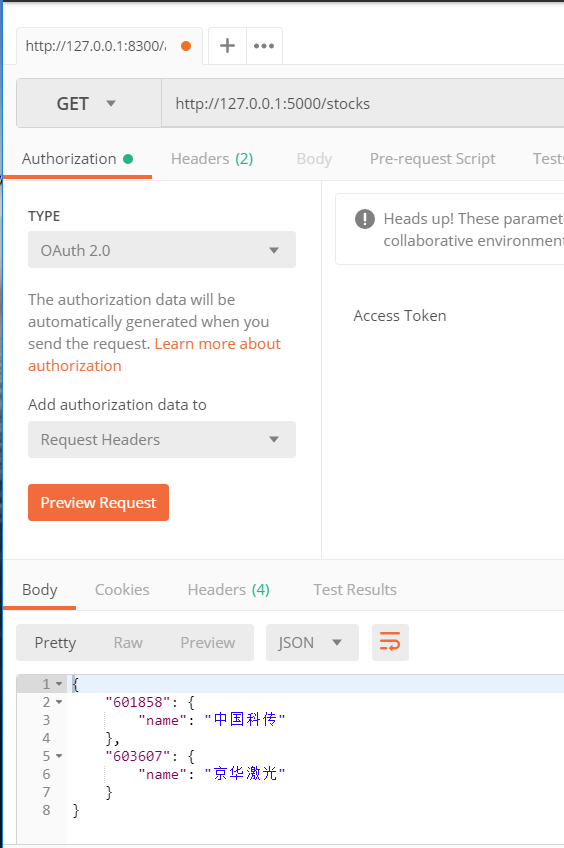 http://127.0.0.1:8300/
GET http://127.0.0.1:5000/stocks
Authorization Headers (2) Body Pre-request Script Tests
TYPE
OAuth 2.0
The authorization data will be
automatically generated when you
send the request. Learn more about
authorization
Add authorization data to
Request Headers
Preview Request
Heads up! These paramet
collaborative environment
Access Token
Body Cookies Headers (4) Test Results
Pretty Raw Preview JSON
1 {
2 "601858": {
3 "name": "中国科传"
4 },
5 "603607": {
6 "name": "京华激光"
7 }
8 }